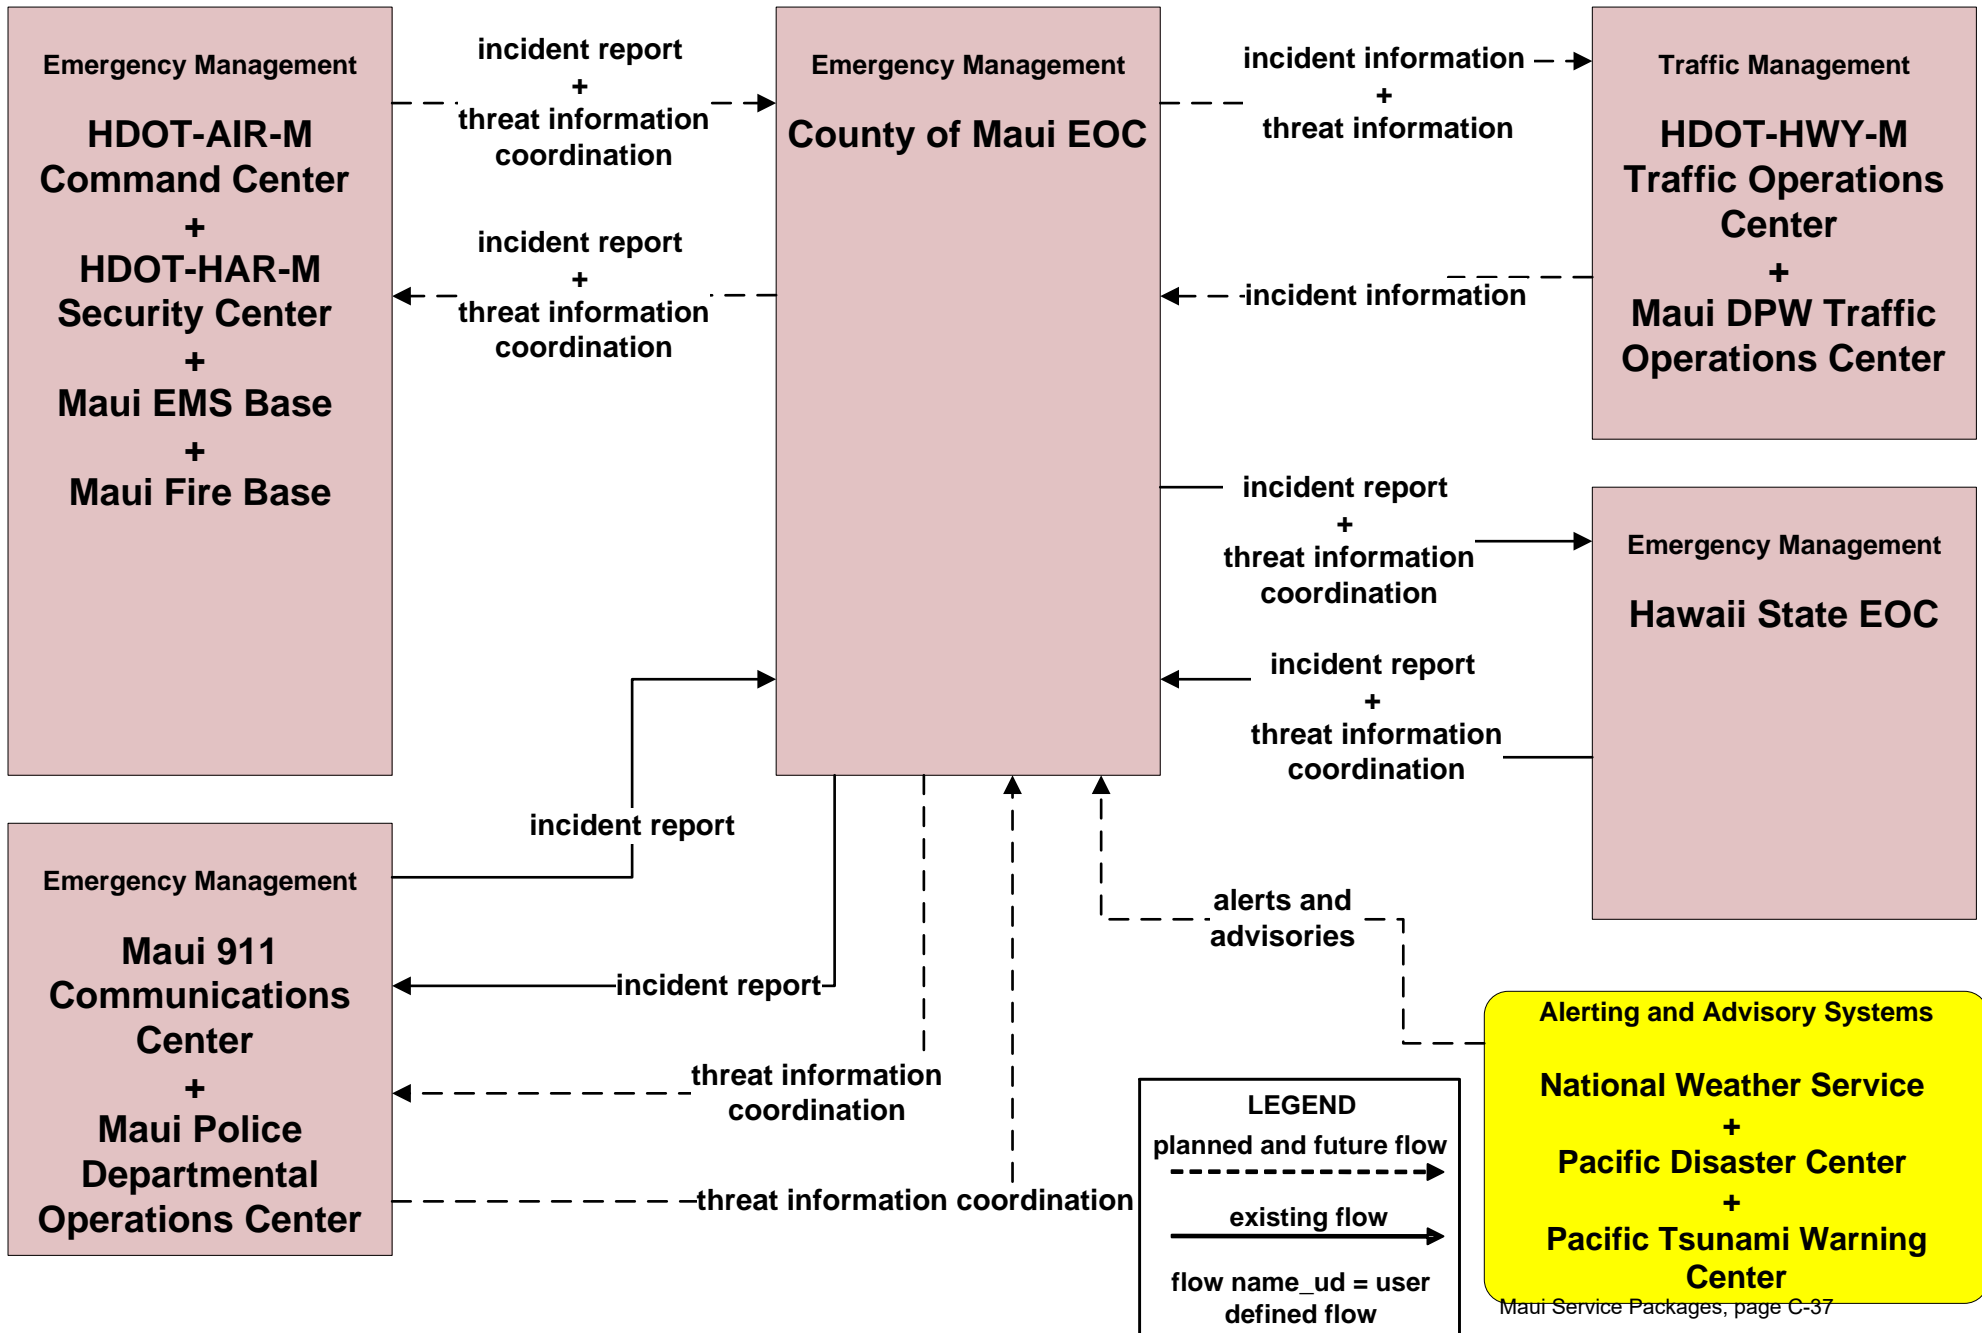 Emergency Management
HDOT-AIR-M
Command Center
+
HDOT-HAR-M
Security Center
+
Maui EMS Base
+
Maui Fire Base
incident report
+
threat information
coordination
incident report
+
threat information
coordination
Emergency Management
County of Maui EOC
incident information
+
threat information
incident information
Traffic Management
HDOT-HWY-M
Traffic Operations
Center
+
Maui DPW Traffic
Operations Center
incident report
+
threat information
coordination
incident report
+
threat information
coordination
Emergency Management
Hawaii State EOC
incident report
Emergency Management
Maui 911
Communications
Center
+
Maui Police
Departmental
Operations Center
incident report
threat information
coordination
threat information coordination
alerts and
advisories
Alerting and Advisory Systems
National Weather Service
+
Pacific Disaster Center
+
Pacific Tsunami Warning
Center
LEGEND
planned and future flow
existing flow
flow name_ud = user
defined flow
Maui Service Packages, page C-37